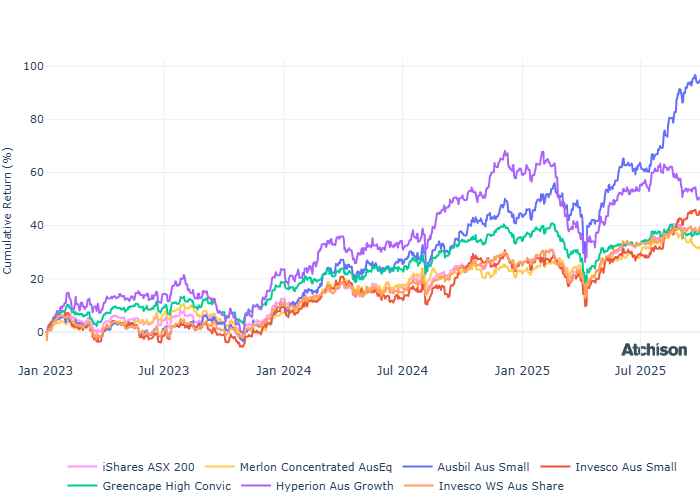 100
80
60
40
20
0
Cumulative Return (%)
Jan 2023 Jul 2023 Jan 2024 Jul 2024 Jan 2025 Jul 2025
Atchison
iShares ASX 200 Merlon Concentrated AusEq Ausbil Aus Small Invesco Aus Small
Greencape High Convic Hyperion Aus Growth Invesco WS Aus Share